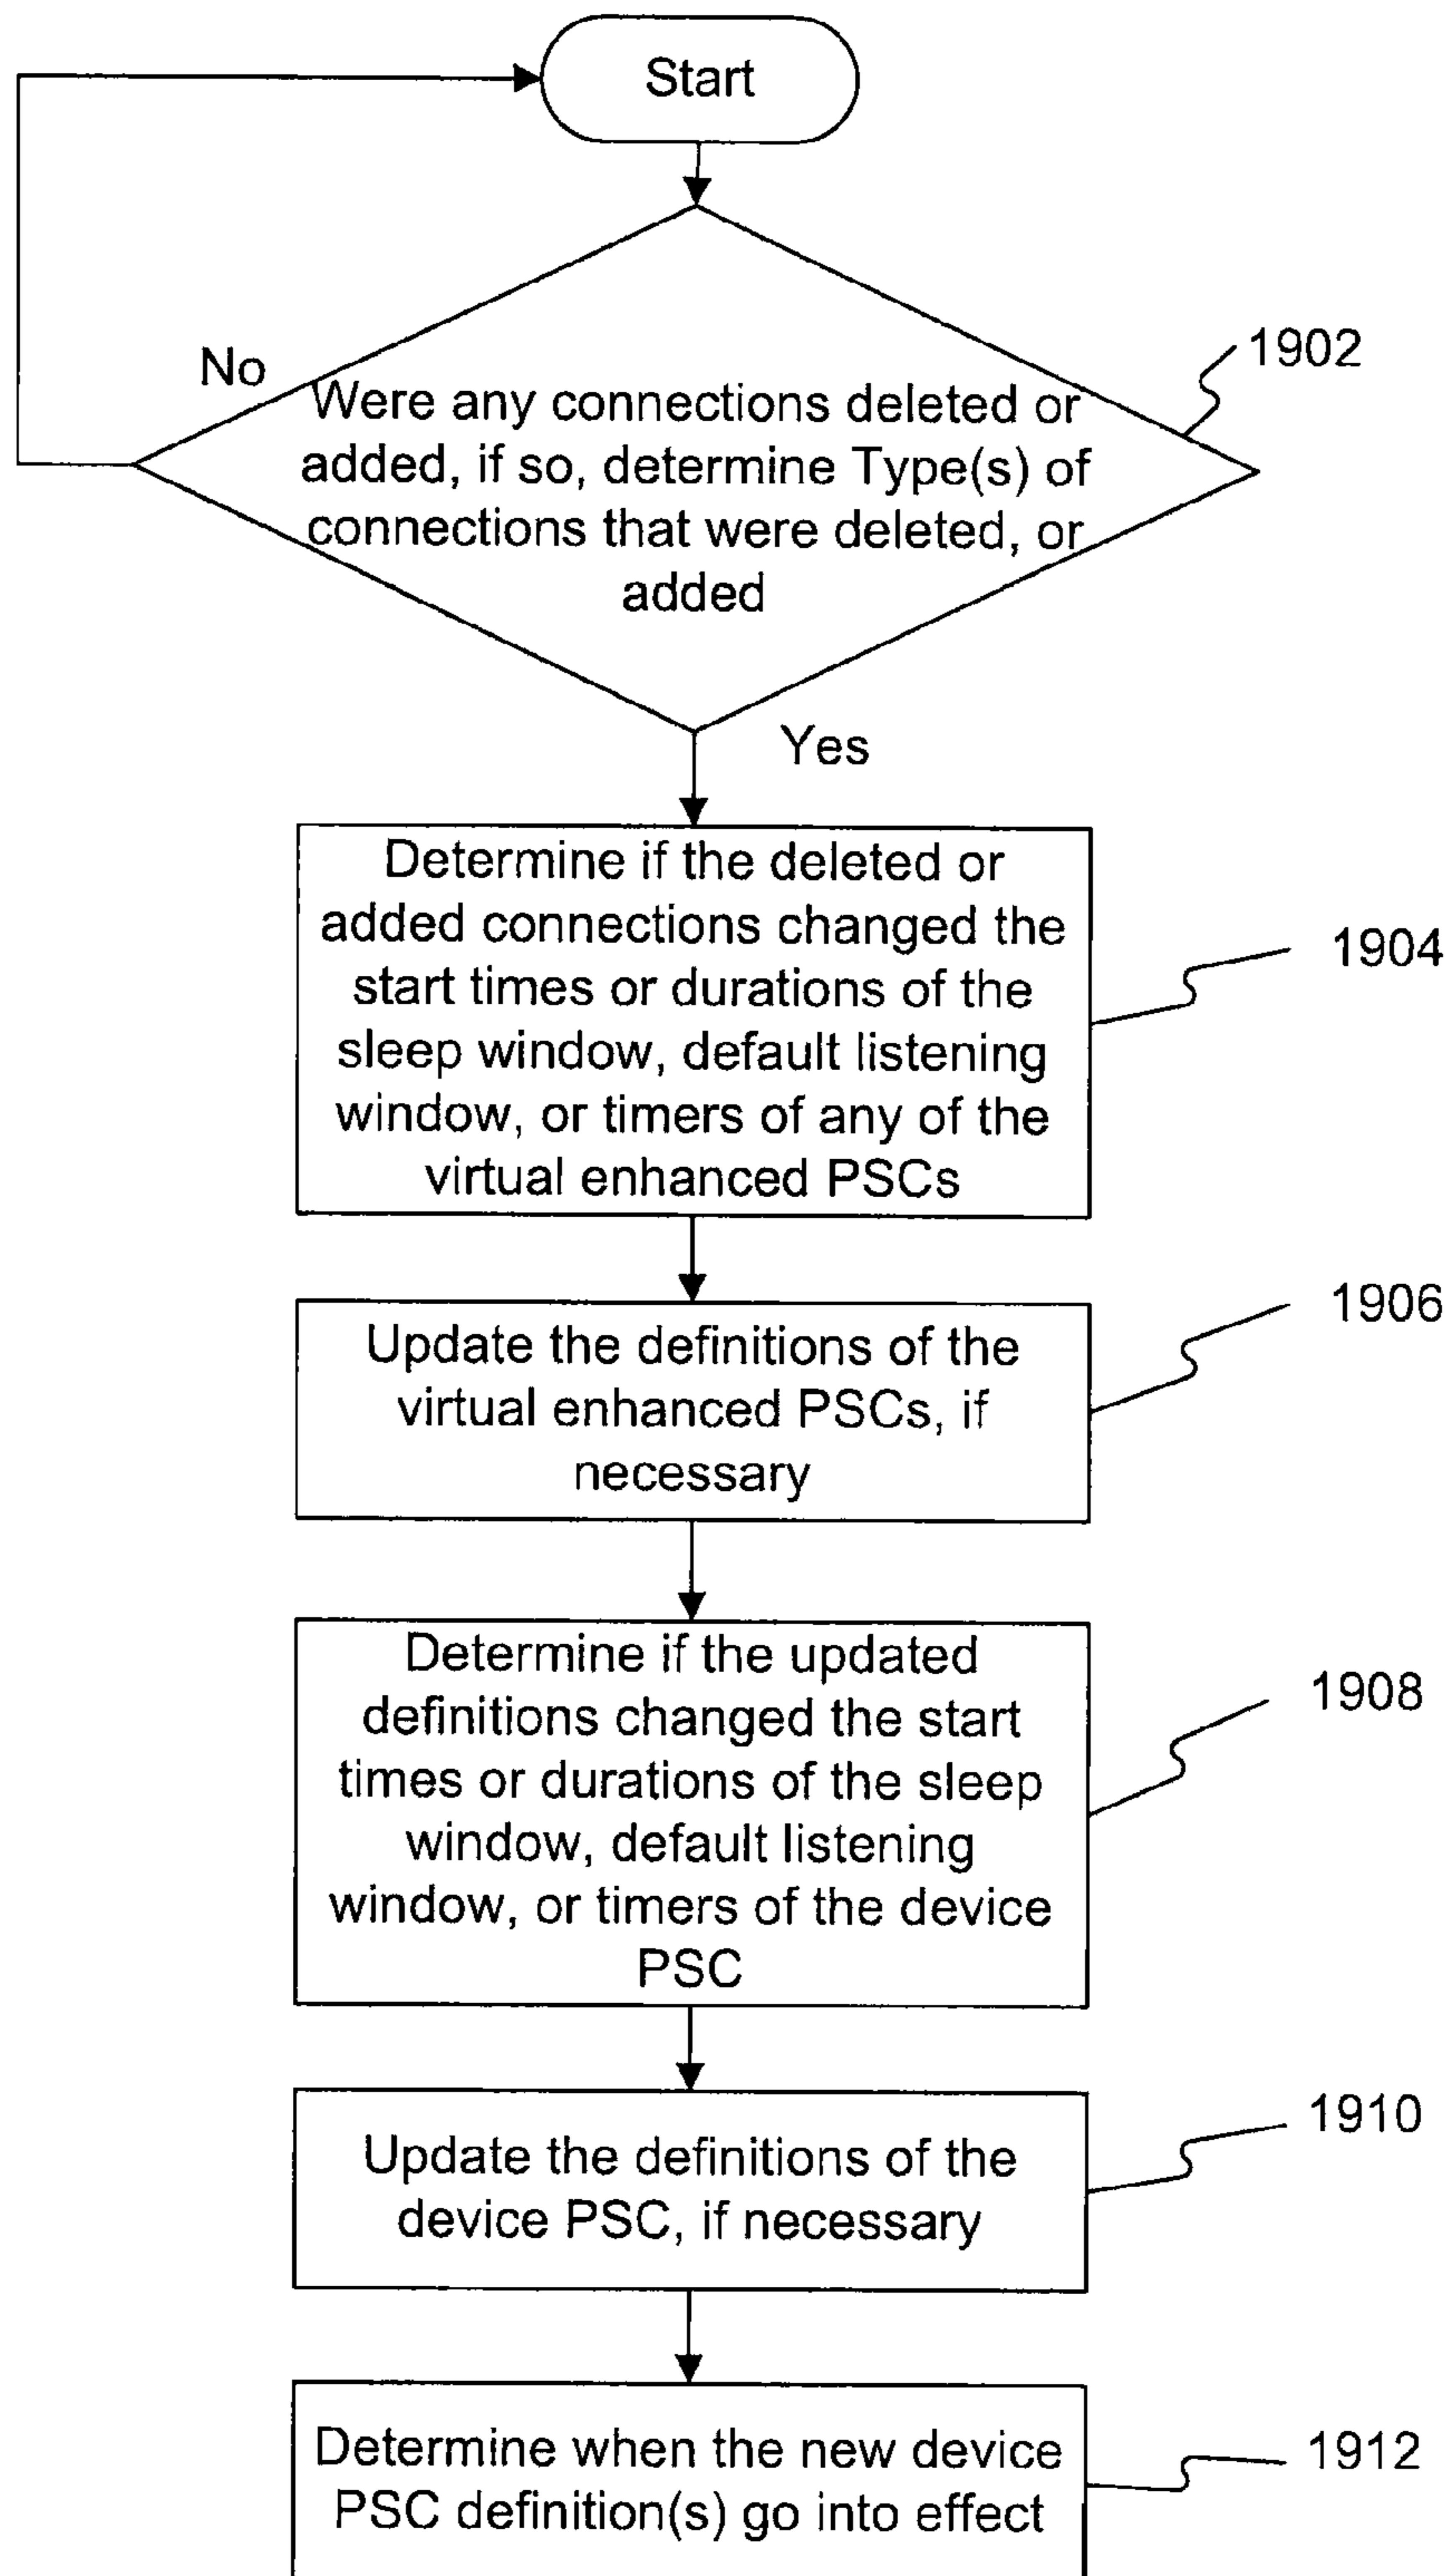 Start
No
1902
Were any connections deleted or
added, if so, determine Type(s) of
connections that were deleted, or
added
Yes
Determine if the deleted or
added connections changed the
start times or durations of the
sleep window, default listening
window, or timers of any of the
virtual enhanced PSCs
1904
Update the definitions of the
virtual enhanced PSCs, if
necessary
1906
Determine if the updated
definitions changed the start
times or durations of the sleep
window, default listening
window, or timers of the device
PSC
1908
Update the definitions of the
device PSC, if necessary
1910
Determine when the new device
PSC definition(s) go into effect
1912